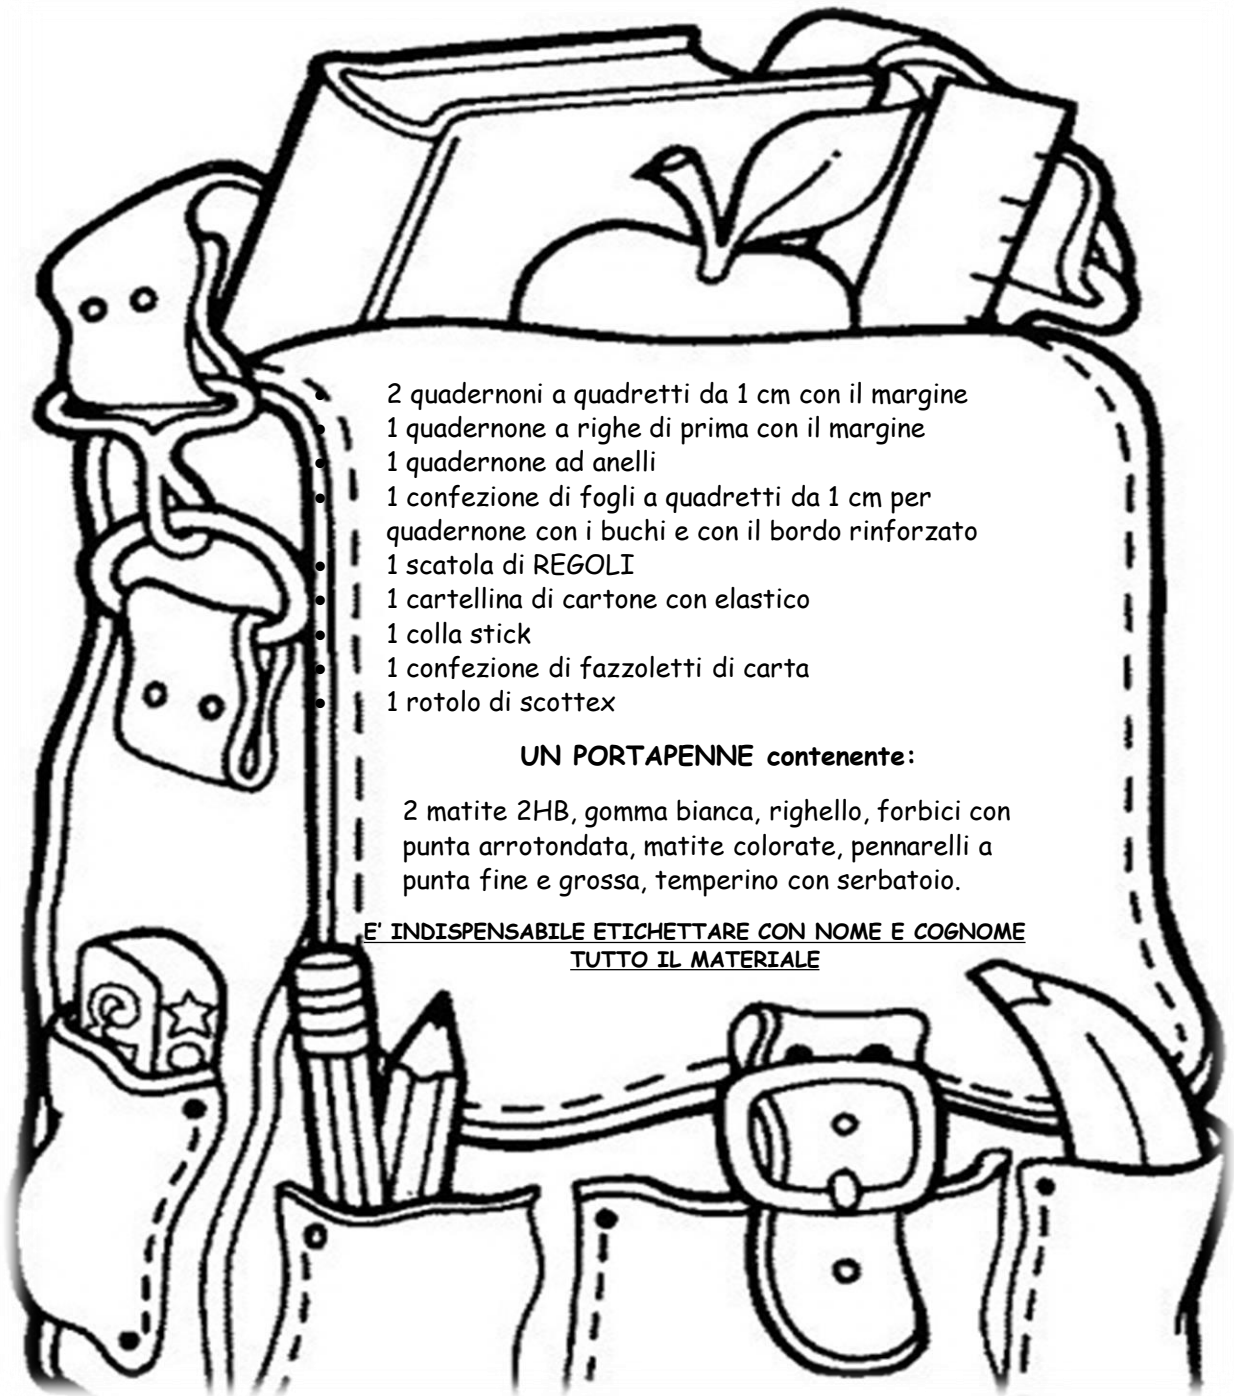 • 2 quadernoni a quadretti da 1 cm con il margine
• 1 quadernone a righe di prima con il margine
• 1 quadernone ad anelli
• 1 confezione di fogli a quadretti da 1 cm per
quadernone con i buchi e con il bordo rinforzato
• 1 scatola di REGOLI
• 1 cartellina di cartone con elastico
• 1 colla stick
• 1 confezione di fazzoletti di carta
• 1 rotolo di scottex
UN PORTAPENNE contenente:
2 matite 2HB, gomma bianca, righello, forbici con
punta arrotondata, matite colorate, pennarelli a
punta fine e grossa, temperino con serbatoio.
E' INDISPENSABILE ETICHETTARE CON NOME E COGNOME
TUTTO IL MATERIALE